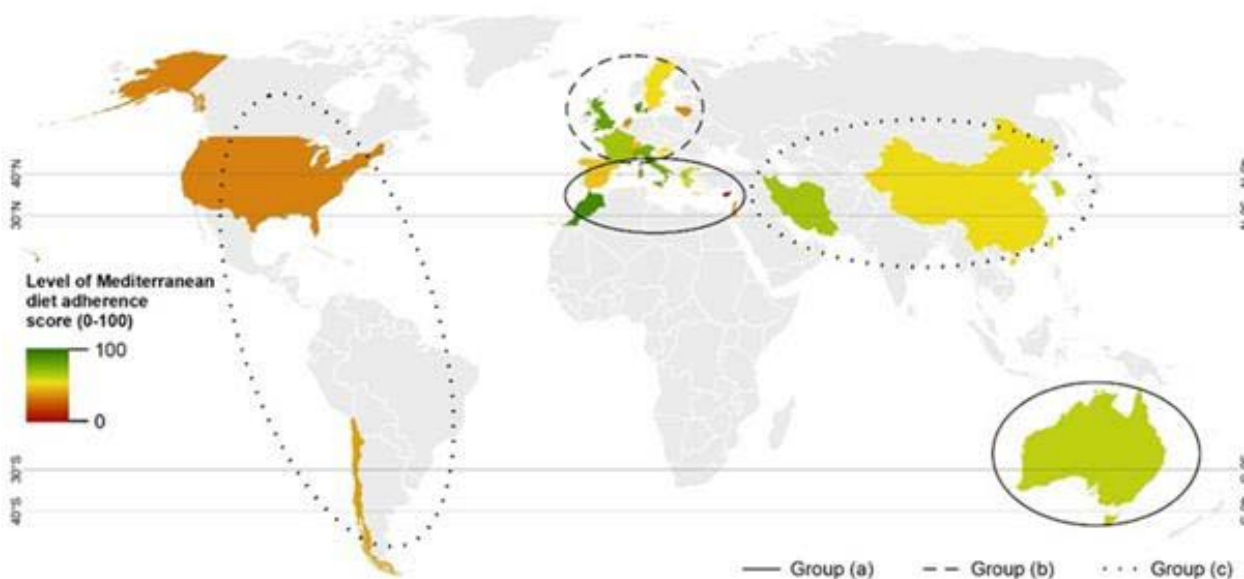 40°N
30°N
Level of Mediterranean
diet adherence
score (0-100)
100
0
30°S
40°S
Group (a)
Group (b)
Group (c)